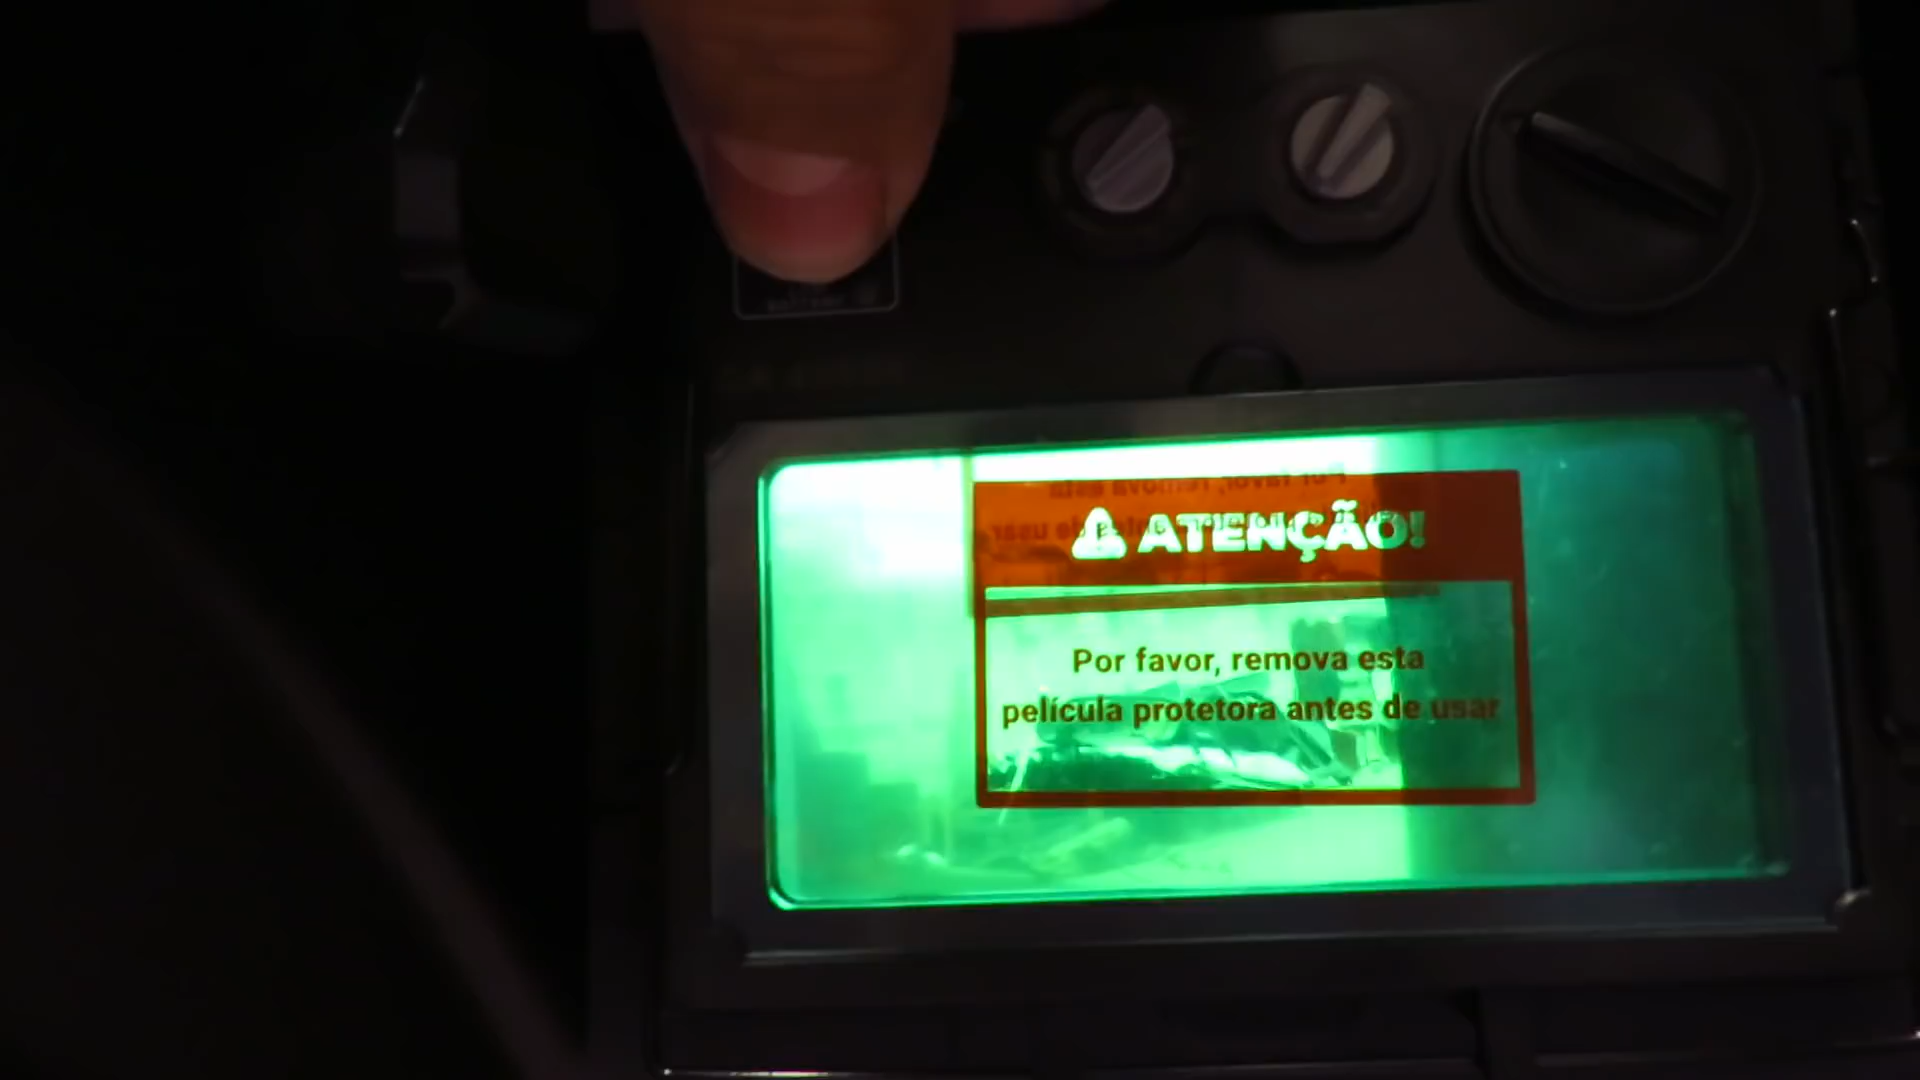 ATENÇÃO!
Por favor, remova esta
película protetora antes de usar